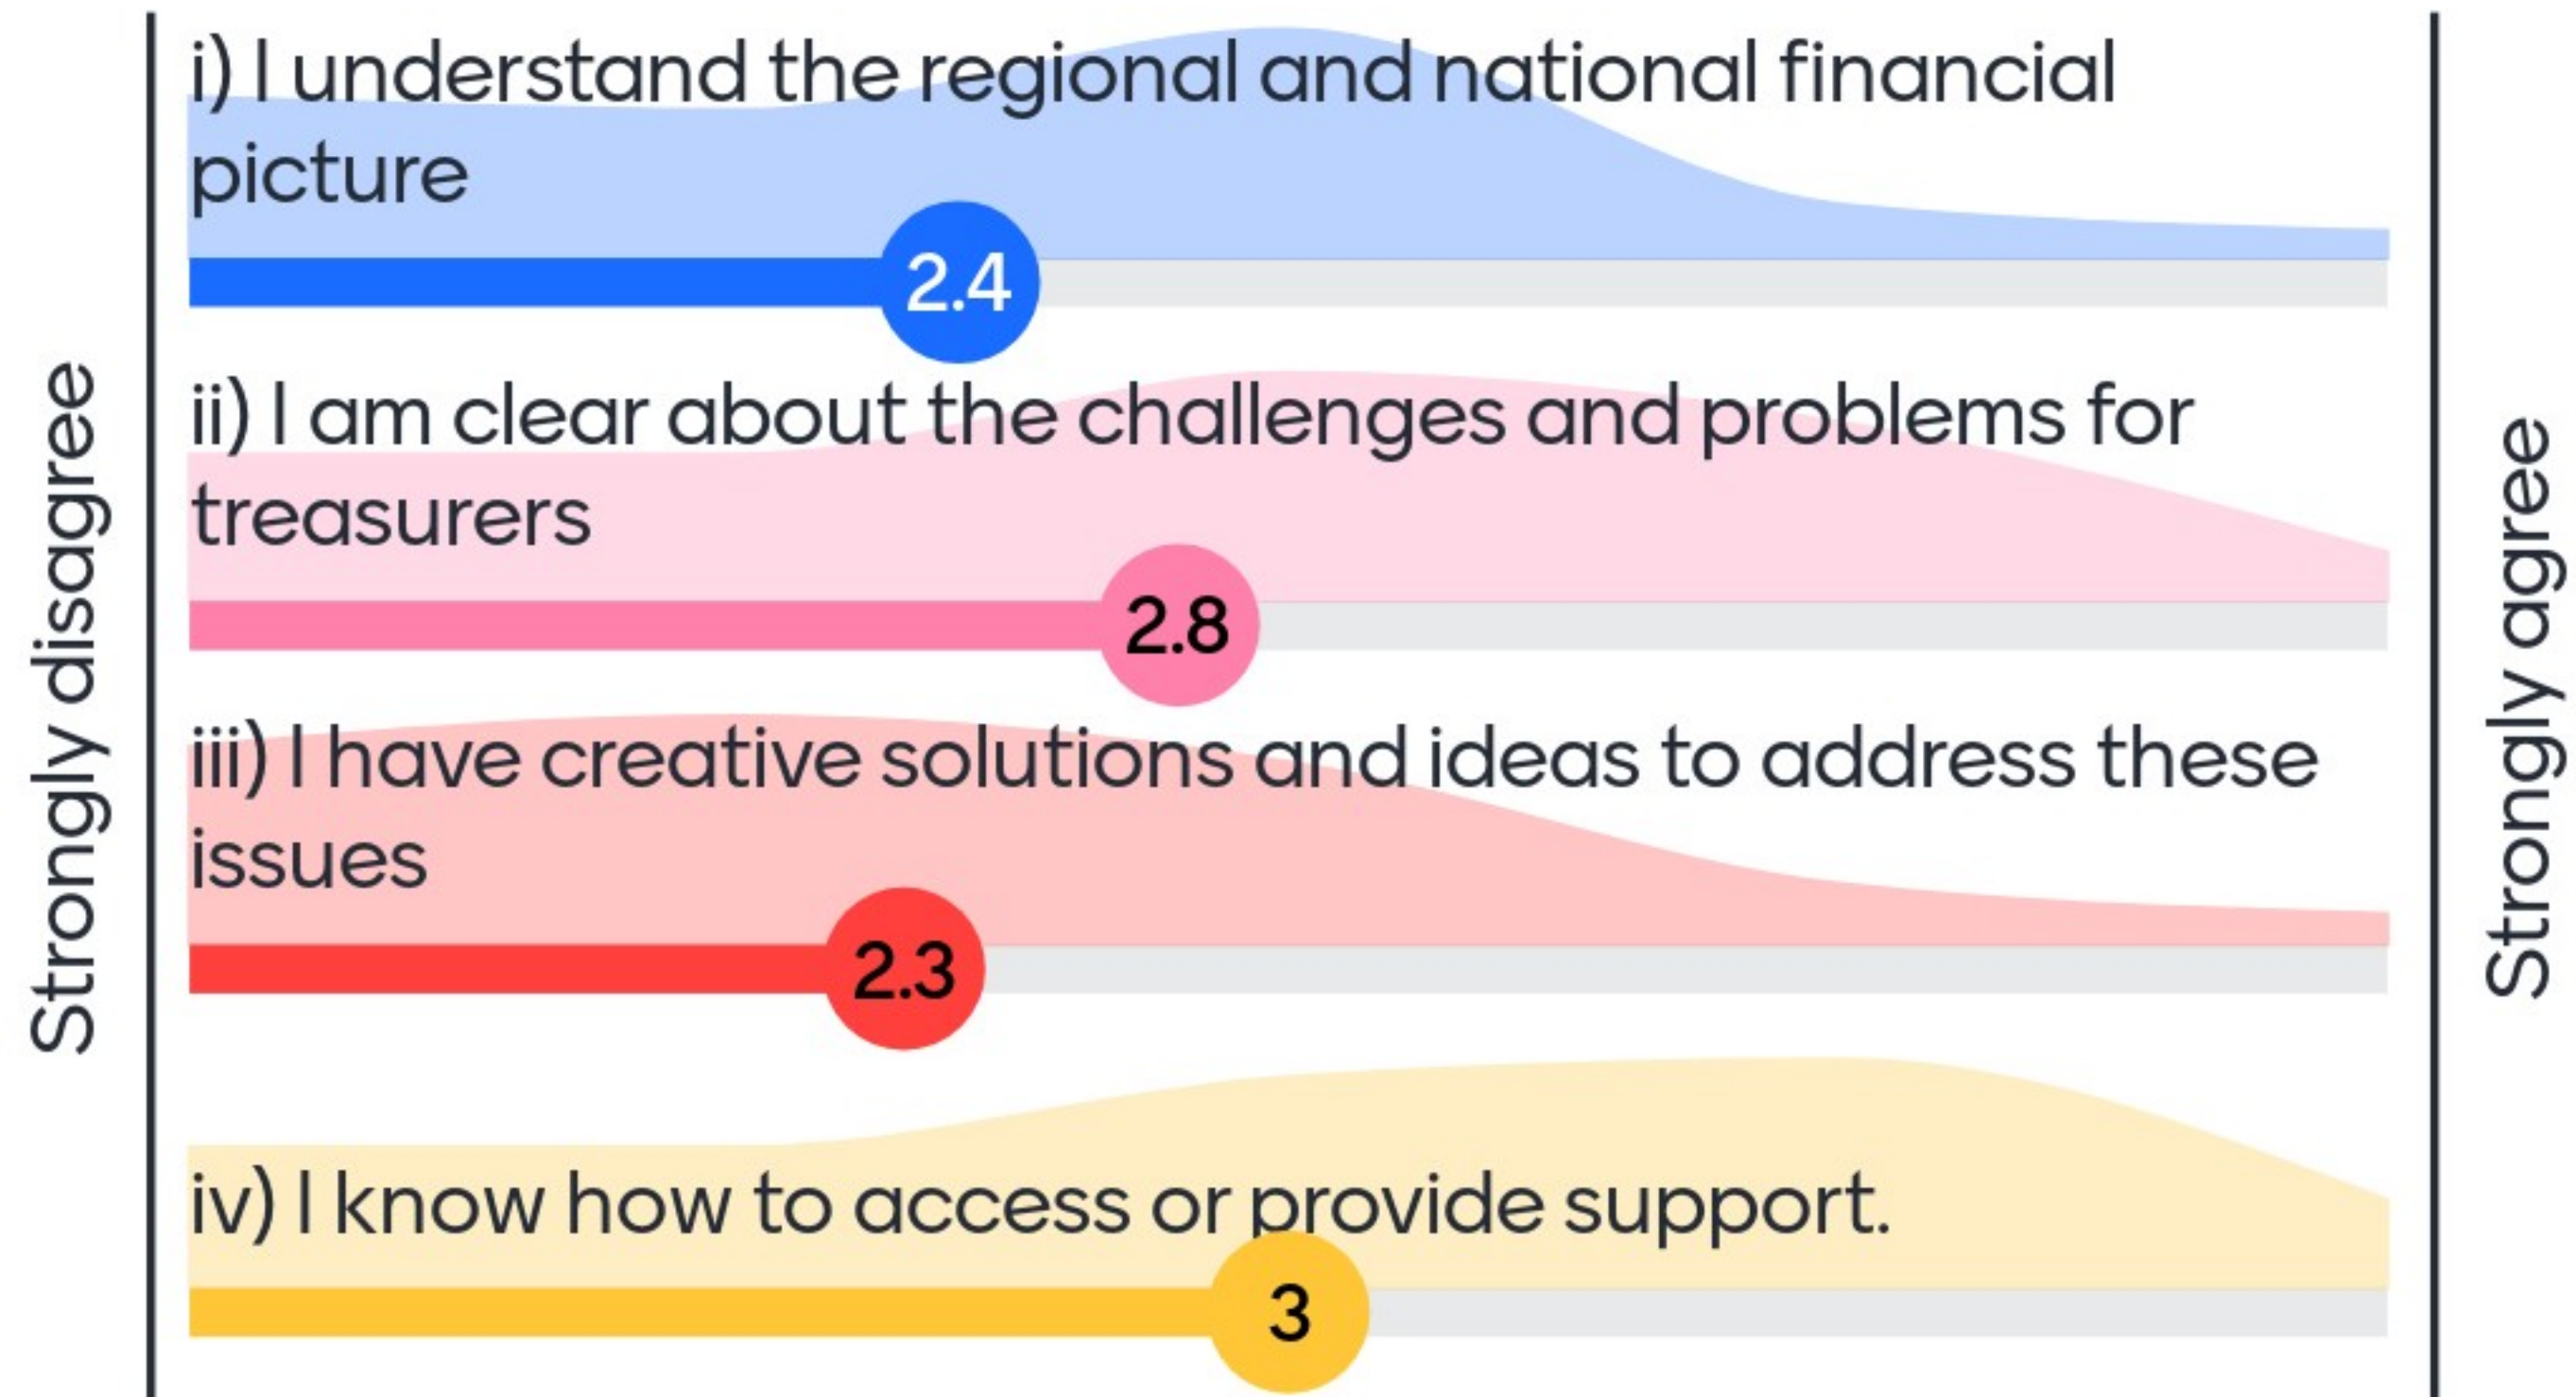 Strongly disagree
i) I understand the regional and national financial
picture
2.4
ii) I am clear about the challenges and problems for
treasurers
2.8
iii) I have creative solutions and ideas to address these
issues
2.3
iv) I know how to access or provide support.
3
Strongly agree